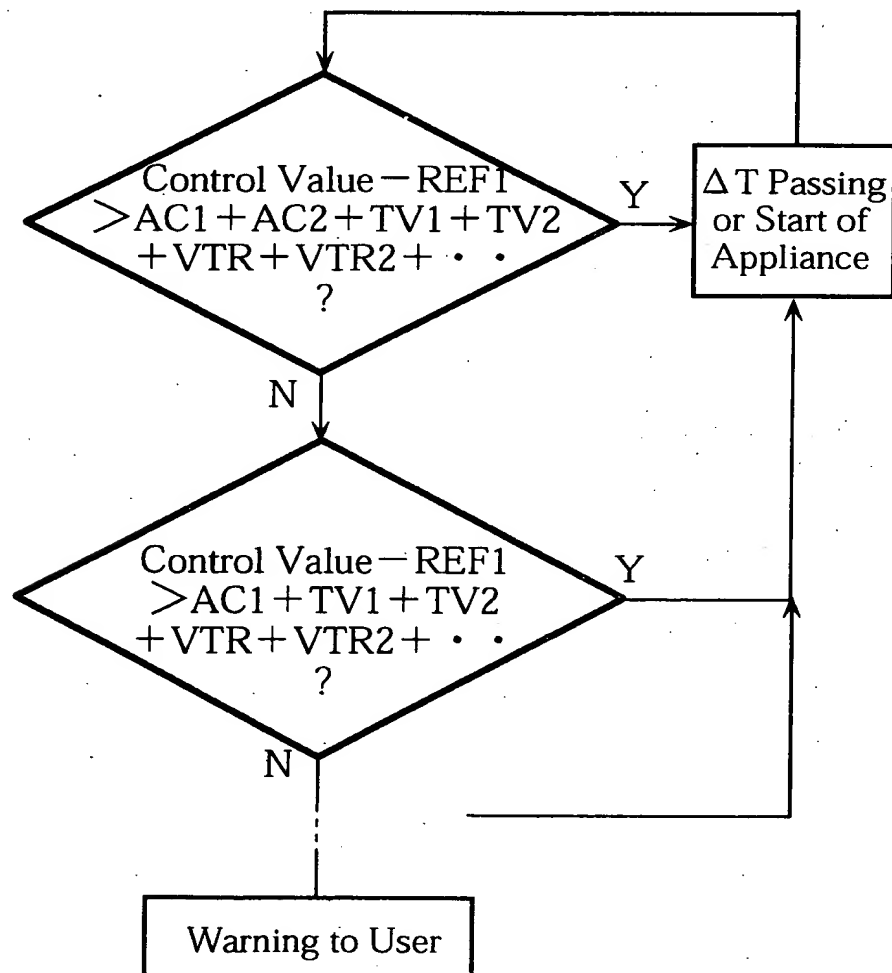 Control Value－REF1
＞AC1＋AC2＋TV1＋TV2
＋VTR＋VTR2＋・・
?
Y
ΔT Passing
or Start of
Appliance
N
Control Value－REF1
＞AC1＋TV1＋TV2
＋VTR＋VTR2＋・・
?
Y
N
Warning to User